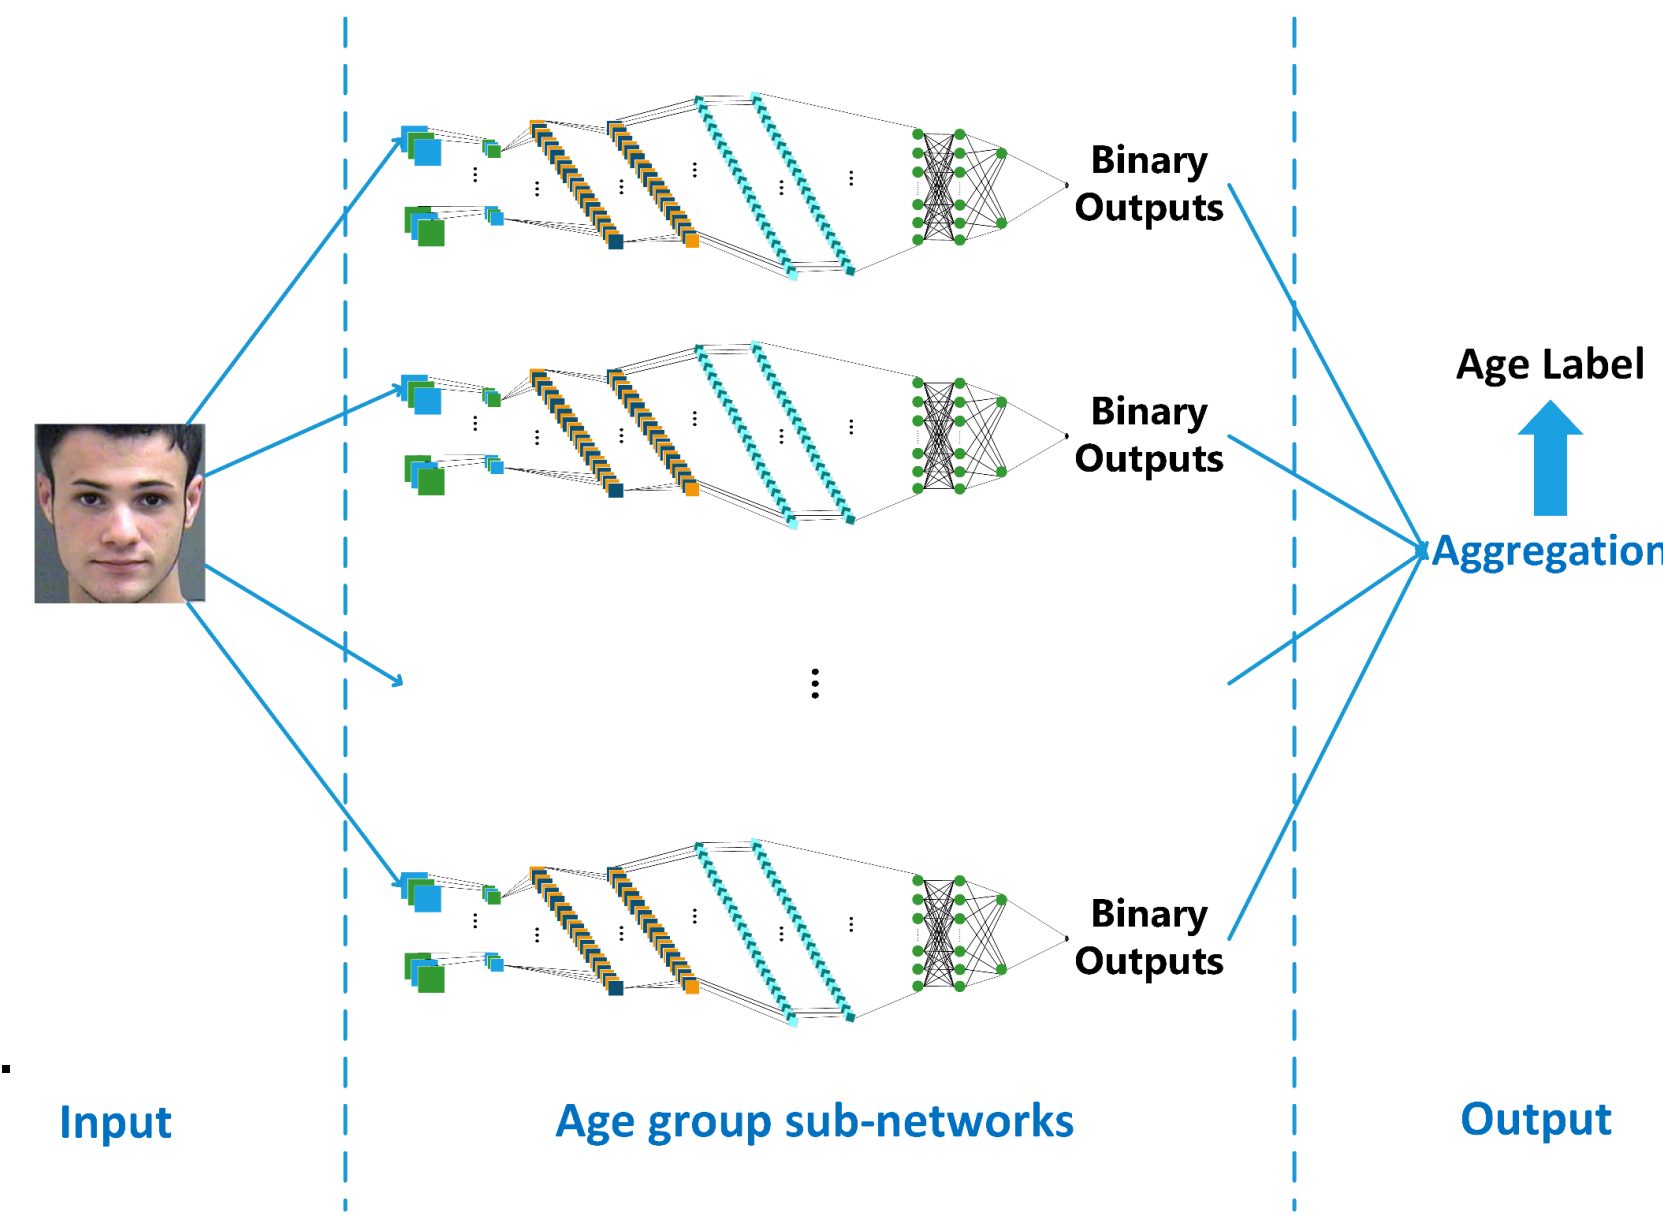 Binary
Outputs
Binary
Outputs
Age Label
Aggregation
Binary
Outputs
Input
Age group sub-networks
Output